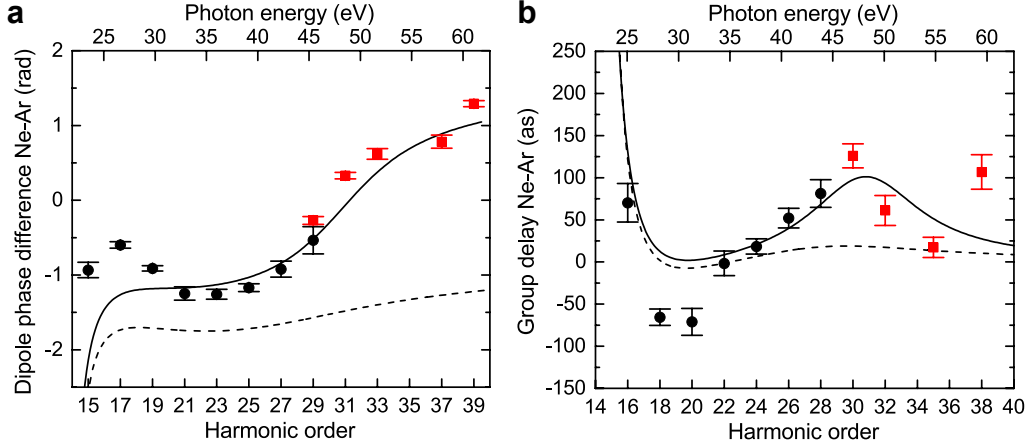 a
Photon energy (eV)
25 30 35 40 45 50 55 60
Dipole phase difference Ne-Ar (rad)
2
1
0
-1
-2
15 17 19 21 23 25 27 29 31 33 35 37 39
Harmonic order
b
Photon energy (eV)
25 30 35 40 45 50 55 60
Group delay Ne-Ar (as)
250
200
150
100
50
0
-50
-100
-150
14 16 18 20 22 24 26 28 30 32 34 36 38 40
Harmonic order